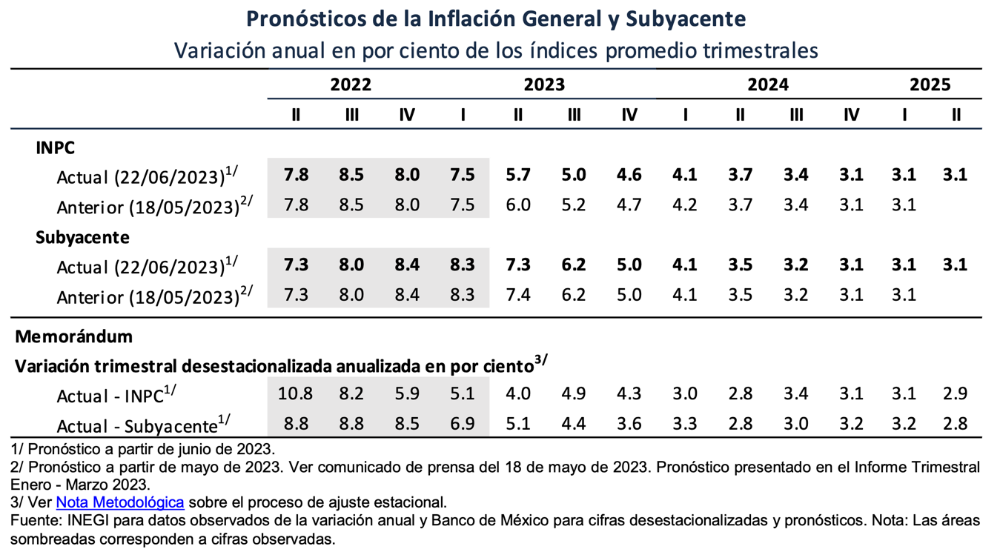 Pronósticos de la Inflación General y Subyacente
Variación anual en por ciento de los índices promedio trimestrales
2022 2023 2024 2025
II III IV I II III IV I II III IV I II
INPC
Actual (22/06/2023)1/ 7.8 8.5 8.0 7.5 5.7 5.0 4.6 4.1 3.7 3.4 3.1 3.1 3.1
Anterior (18/05/2023)2/ 7.8 8.5 8.0 7.5 6.0 5.2 4.7 4.2 3.7 3.4 3.1 3.1
Subyacente
Actual (22/06/2023)1/ 7.3 8.0 8.4 8.3 7.3 6.2 5.0 4.1 3.5 3.2 3.1 3.1 3.1
Anterior (18/05/2023)2/ 7.3 8.0 8.4 8.3 7.4 6.2 5.0 4.1 3.5 3.2 3.1 3.1
Memorándum
Variación trimestral desestacionalizada anualizada en por ciento3/
Actual - INPC1/ 10.8 8.2 5.9 5.1 4.0 4.9 4.3 3.0 2.8 3.4 3.1 3.1 2.9
Actual - Subyacente1/ 8.8 8.8 8.5 6.9 5.1 4.4 3.6 3.3 2.8 3.0 3.2 3.2 2.8
1/ Pronóstico a partir de junio de 2023.
2/ Pronóstico a partir de mayo de 2023. Ver comunicado de prensa del 18 de mayo de 2023. Pronóstico presentado en el Informe Trimestral
Enero - Marzo 2023.
3/ Ver Nota Metodológica sobre el proceso de ajuste estacional.
Fuente: INEGI para datos observados de la variación anual y Banco de México para cifras desestacionalizadas y pronósticos. Nota: Las áreas
sombreadas corresponden a cifras observadas.